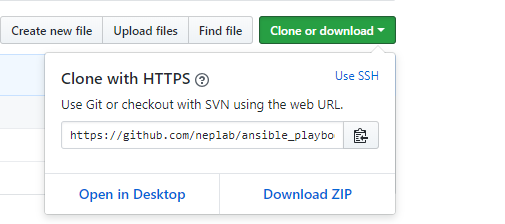 Create new file Upload files Find file Clone or download
Clone with HTTPS ? Use SSH
Use Git or checkout with SVN using the web URL.
https://github.com/neplab/ansible_playbo
Open in Desktop Download ZIP